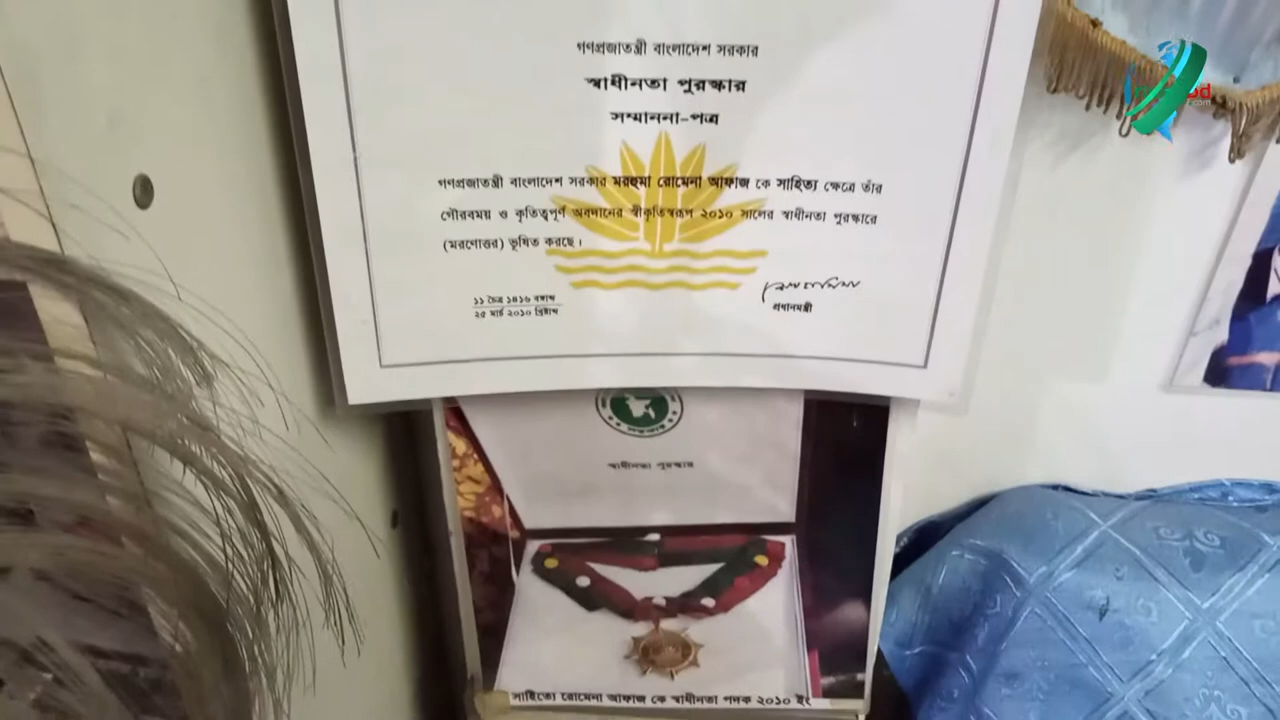 গণপ্রজাতন্ত্রী বাংলাদেশ সরকার
স্বাধীনতা পুরস্কার
সম্মাননা-পত্র
গণপ্রজাতন্ত্রী বাংলাদেশ সরকার মরহুমা রোমেনা আফাজ কে সাহিত্য ক্ষেত্রে তাঁর
গৌরবময় ও কৃতিত্বপূর্ণ অবদানের স্বীকৃতিস্বরূপ ২০১০ সালের স্বাধীনতা পুরস্কারে
(মরণোত্তর) ভূষিত করছে।
১১ চৈত্র ১৪১৬ বঙ্গাব্দ
২৫ মার্চ ২০১০ খ্রিষ্টাব্দ
প্রধানমন্ত্রী
সরকার
স্বাধীনতা পুরস্কার
সাহিত্যে রোমেনা আফাজ কে স্বাধীনতা পদক ২০১০ ইং